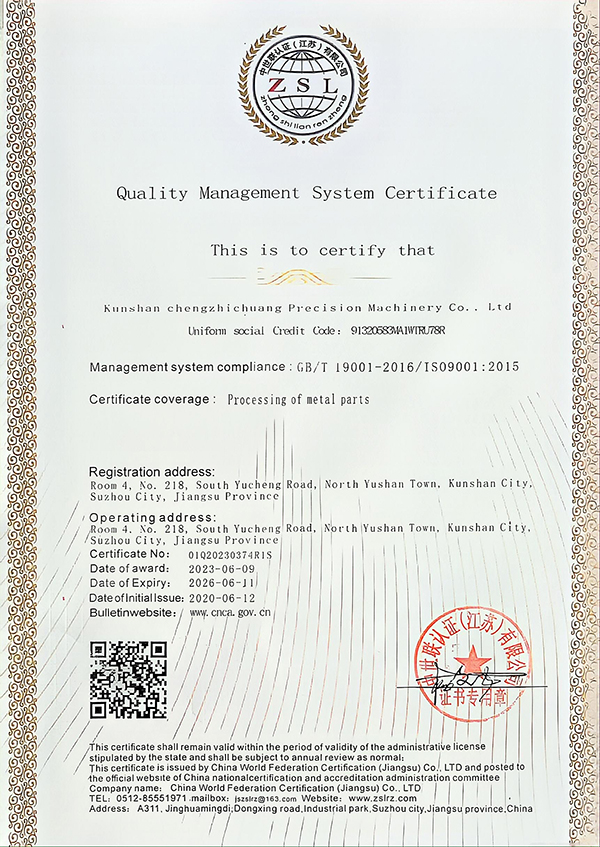 中世联认证(江苏)有限公司
Z S L
zhong shi lian ren zheng
Quality Management System Certificate
This is to certify that
Kunshan chengzhichuang Precision Machinery Co.. Ltd
Uniform social Credit Code: 91320583MA1WTRU78R
Management system compliance : GB/T 19001-2016/ISO9001:2015
Certificate coverage : Processing of metal parts
Registration address:
Room 4, No. 218, South Yucheng Road, North Yushan Town, Kunshan City,
Suzhou City, Jiangsu Province
Operating address:
Room 4, No. 218, South Yucheng Road, North Yushan Town, Kunshan City,
Suzhou City, Jiangsu Province
Certificate No: 01Q20230374R1S
Date of award: 2023-06-09
Date of Expiry: 2026-06-11
Date of Initial Issue: 2020-06-12
Bulletinwebsite: www.cnca.gov.cn
中世联认证(江苏)有限公司
证书专用章
This certificate shall remain valid within the period of validity of the administrative license
stipulated by the state and shall be subject to annual review as normal:
This certificate is issued by China World Federation Certification (Jiangsu) Co., LTD and posted to
the official website of China nationalcertification and accreditation administration committee
Company name: China World Federation Certification (Jiangsu) Co., LTD
TEL: 0512-85551971 .mailbox: jszslrz@163.com Website: www.zslrz.com
Address: A311, Jinghuamingdi,Dongxing road,Industrial park,Suzhou city,Jiangsu province,China